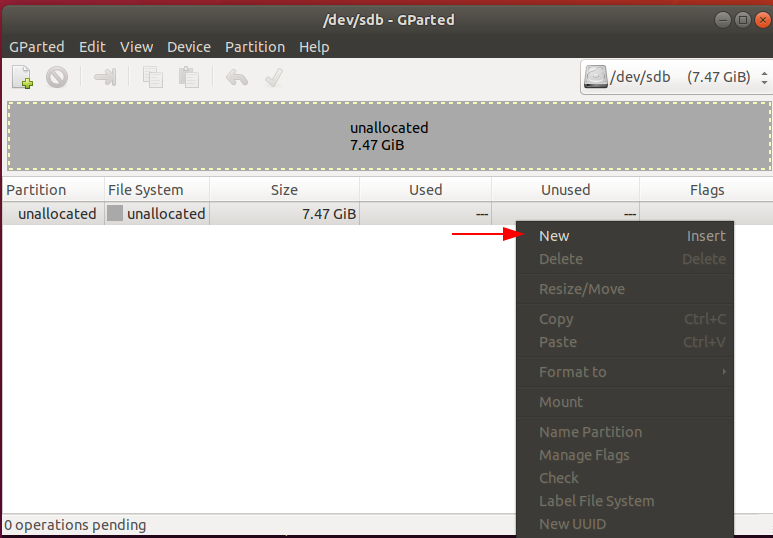 /dev/sdb - GParted
GParted Edit View Device Partition Help
/dev/sdb (7.47 GiB)
unallocated
7.47 GiB
Partition File System Size Used Unused Flags
unallocated unallocated 7.47 GiB --- ---
New Insert
Delete Delete
Resize/Move
Copy Ctrl+C
Paste Ctrl+V
Format to
Mount
Name Partition
Manage Flags
Check
Label File System
New UUID
0 operations pending